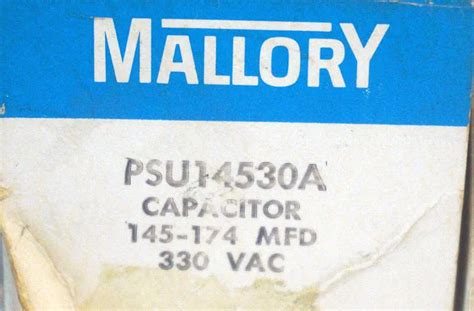 MALLORY
PSU14530A
CAPACITOR
145-174 MFD
330 VAC